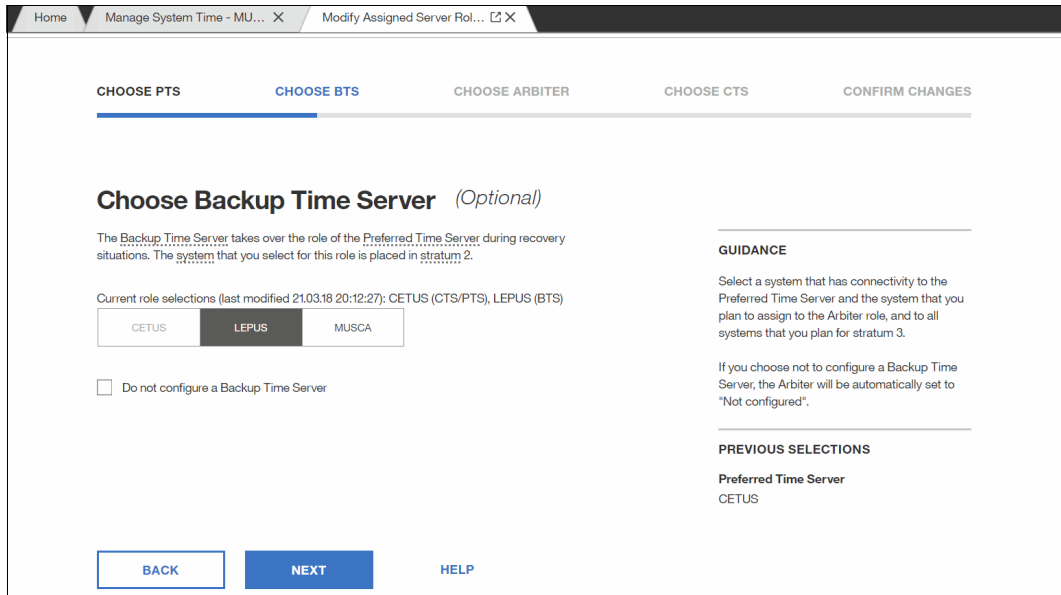 Home
Manage System Time - MU...
Modify Assigned Server Rol...
CHOOSE PTS
CHOOSE BTS
CHOOSE ARBITER
CHOOSE CTS
CONFIRM CHANGES
Choose Backup Time Server (Optional)
The Backup Time Server takes over the role of the Preferred Time Server during recovery
situations. The system that you select for this role is placed in stratum 2.
Current role selections (last modified 21.03.18 20:12:27): CETUS (CTS/PTS), LEPUS (BTS)
CETUS
LEPUS
MUSCA
Do not configure a Backup Time Server
GUIDANCE
Select a system that has connectivity to the
Preferred Time Server and the system that you
plan to assign to the Arbiter role, and to all
systems that you plan for stratum 3.
If you choose not to configure a Backup Time
Server, the Arbiter will be automatically set to
"Not configured".
PREVIOUS SELECTIONS
Preferred Time Server
CETUS
BACK
NEXT
HELP